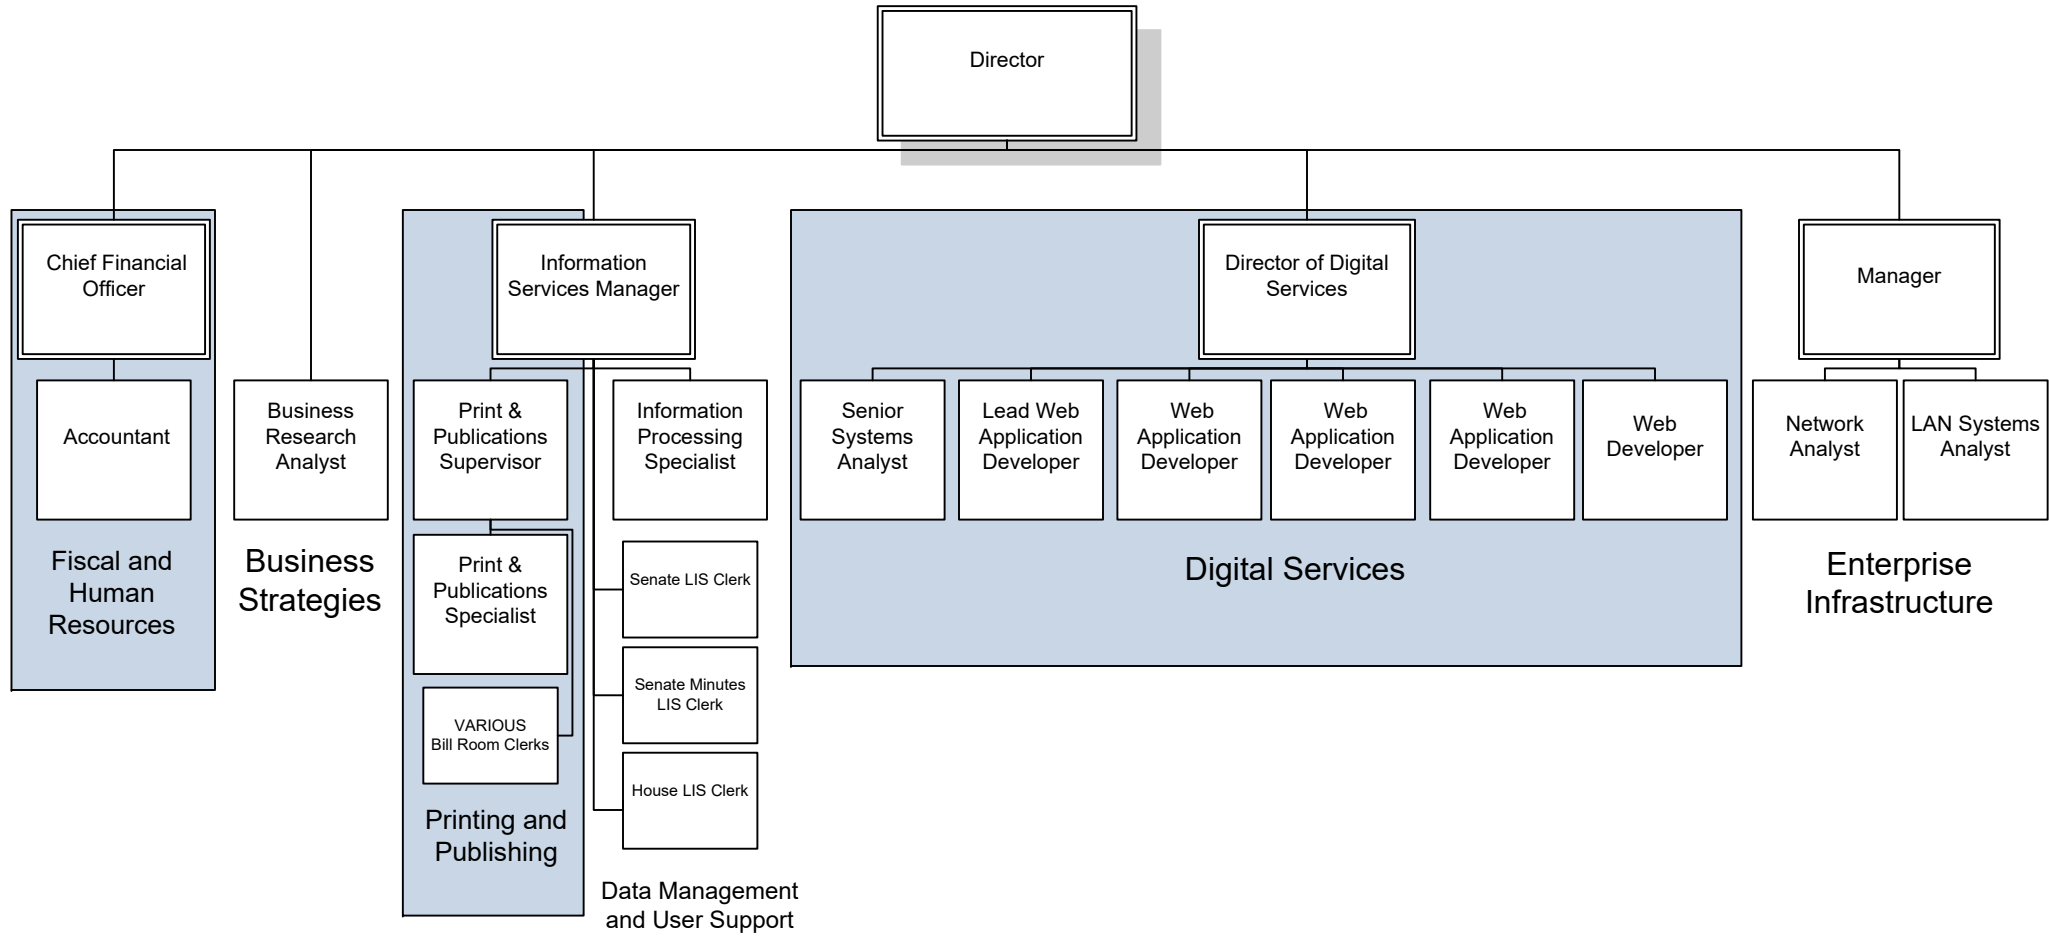 Director
Chief Financial
Officer
Information
Services Manager
Director of Digital
Services
Manager
Accountant
Business
Research
Analyst
Print &
Publications
Supervisor
Information
Processing
Specialist
Senior
Systems
Analyst
Lead Web
Application
Developer
Web
Application
Developer
Web
Application
Developer
Web
Application
Developer
Web
Developer
Network
Analyst
LAN Systems
Analyst
Fiscal and
Human
Resources
Business
Strategies
Print &
Publications
Specialist
Senate LIS Clerk
Digital Services
Enterprise
Infrastructure
Senate Minutes
LIS Clerk
VARIOUS
Bill Room Clerks
House LIS Clerk
Printing and
Publishing
Data Management
and User Support